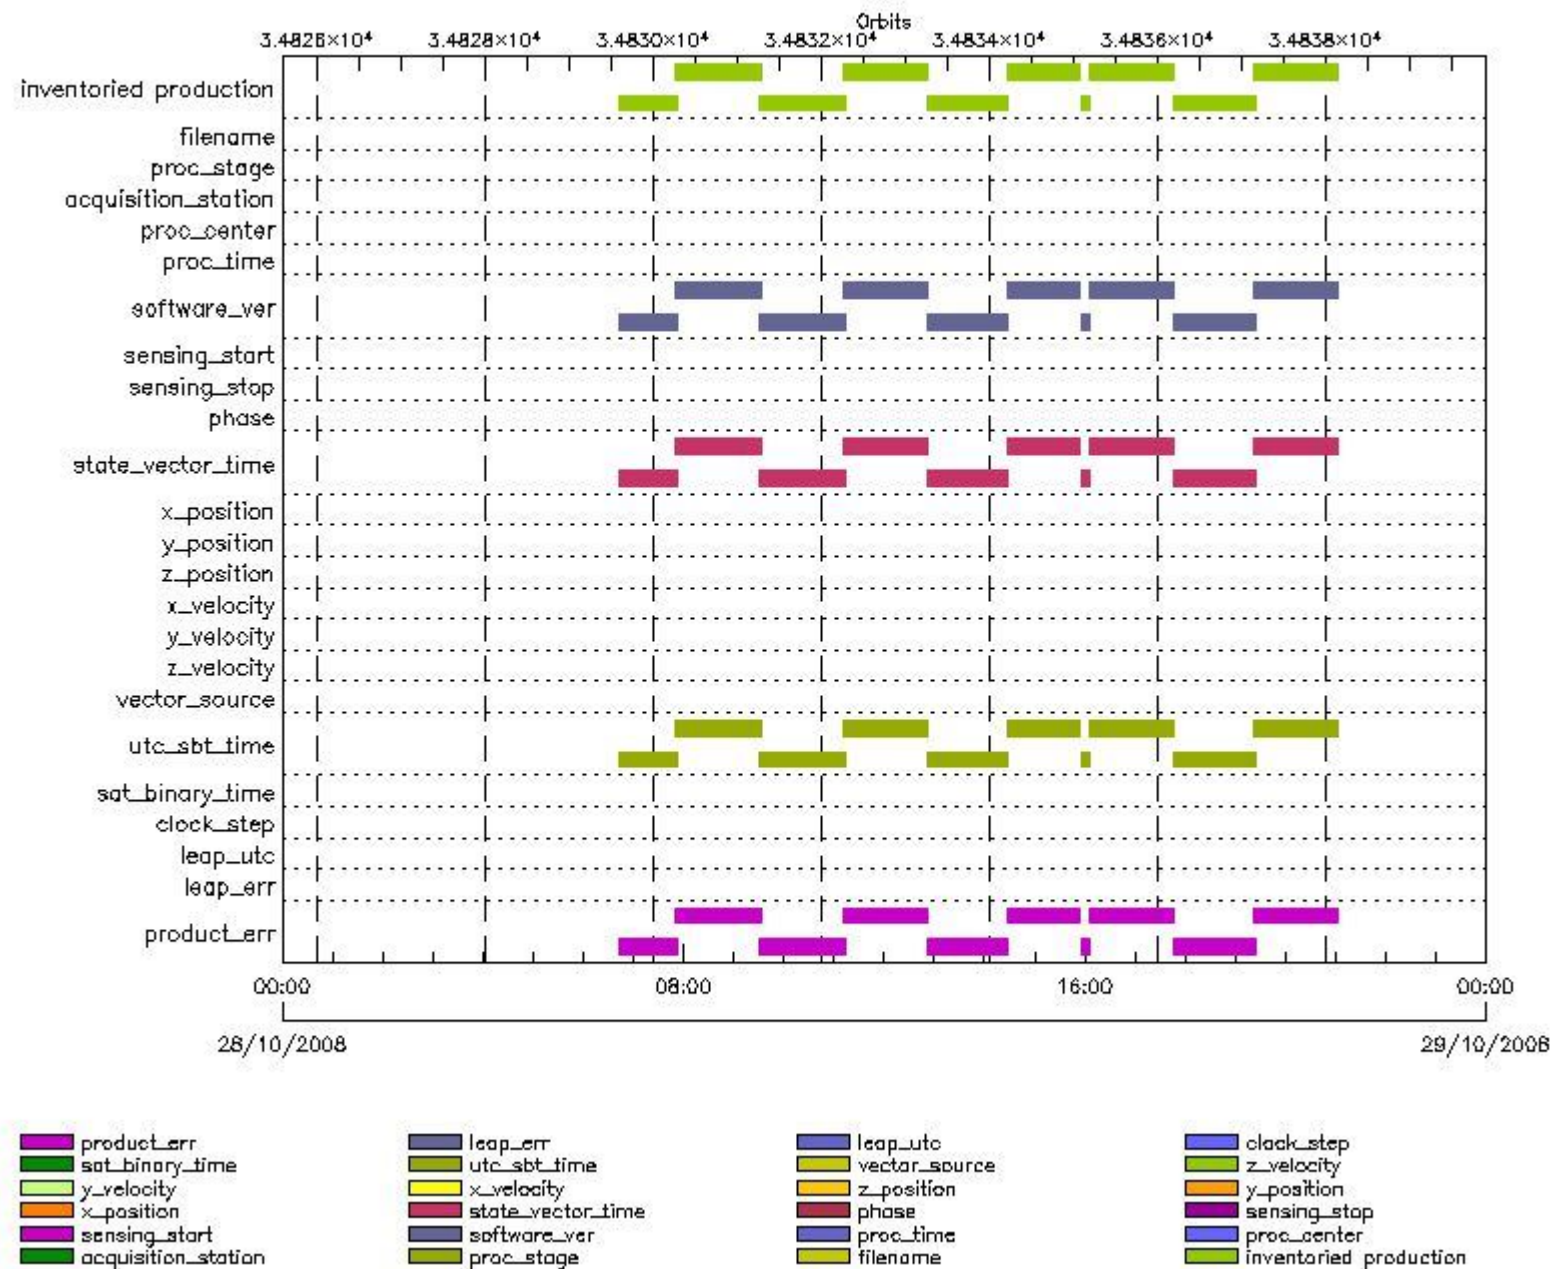 Orbits
3.4826×10⁴ 3.4828×10⁴ 3.4830×10⁴ 3.4832×10⁴ 3.4834×10⁴ 3.4836×10⁴ 3.4838×10⁴
inventoried production
filename
proc_stage
acquisition_station
proc_center
proc_time
software_ver
sensing_start
sensing_stop
phase
state_vector_time
x_position
y_position
z_position
x_velocity
y_velocity
z_velocity
vector_source
utc_sbt_time
sat_binary_time
clock_step
leap_utc
leap_err
product_err
00:00 08:00 16:00 00:00
28/10/2008 29/10/2008
product_err leap_err leap_utc clock_step
sat_binary_time utc_sbt_time vector_source z_velocity
y_velocity x_velocity z_position y_position
x_position state_vector_time phase sensing_stop
sensing_start software_ver proc_time proc_center
acquisition_station proc_stage filename inventoried production